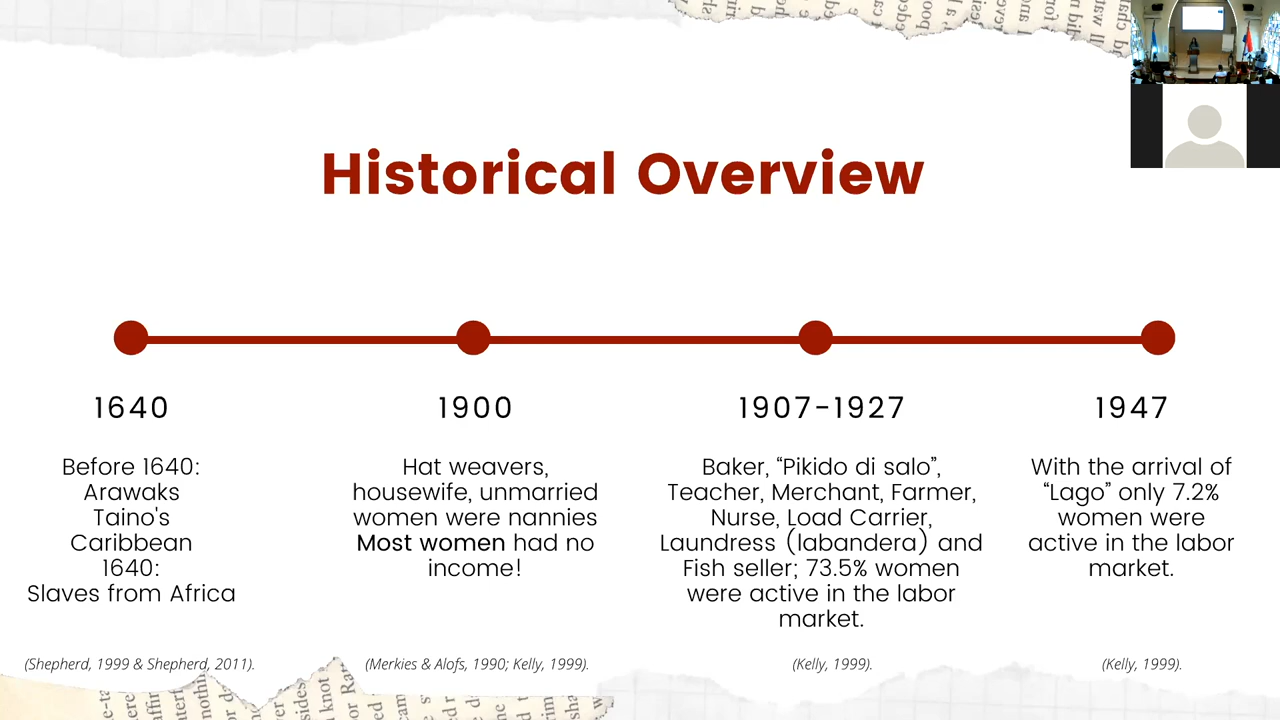 Historical Overview
1640
Before 1640:
Arawaks
Taino's
Caribbean
1640:
Slaves from Africa
(Shepherd, 1999 & Shepherd, 2011).
1900
Hat weavers,
housewife, unmarried
women were nannies
Most women had no
income!
(Merkies & Alofs, 1990; Kelly, 1999).
1907-1927
Baker, “Pikido di salo”,
Teacher, Merchant, Farmer,
Nurse, Load Carrier,
Laundress (labandera) and
Fish seller; 73.5% women
were active in the labor
market.
(Kelly, 1999).
1947
With the arrival of
“Lago” only 7.2%
women were
active in the labor
market.
(Kelly, 1999).